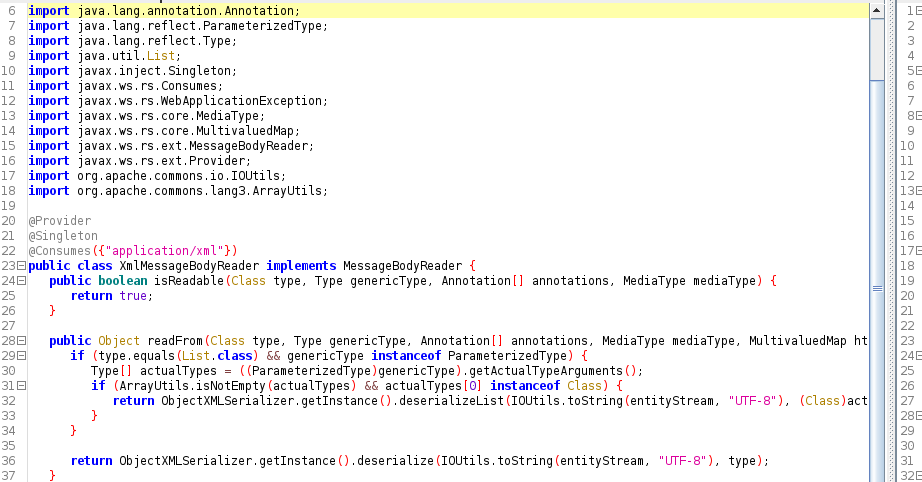 6 import java.lang.annotation.Annotation;
7 import java.lang.reflect.ParameterizedType;
8 import java.lang.reflect.Type;
9 import java.util.List;
10 import javax.inject.Singleton;
11 import javax.ws.rs.Consumes;
12 import javax.ws.rs.WebApplicationException;
13 import javax.ws.rs.core.MediaType;
14 import javax.ws.rs.core.MultivaluedMap;
15 import javax.ws.rs.ext.MessageBodyReader;
16 import javax.ws.rs.ext.Provider;
17 import org.apache.commons.io.IOUtils;
18 import org.apache.commons.lang3.ArrayUtils;
19
20 @Provider
21 @Singleton
22 @Consumes({"application/xml"})
23 public class XmlMessageBodyReader implements MessageBodyReader {
24 public boolean isReadable(Class type, Type genericType, Annotation[] annotations, MediaType mediaType) {
25 return true;
26 }
27
28 public Object readFrom(Class type, Type genericType, Annotation[] annotations, MediaType mediaType, MultivaluedMap ht
29 if (type.equals(List.class) && genericType instanceof ParameterizedType) {
30 Type[] actualTypes = ((ParameterizedType)genericType).getActualTypeArguments();
31 if (ArrayUtils.isNotEmpty(actualTypes) && actualTypes[0] instanceof Class) {
32 return ObjectXMLSerializer.getInstance().deserializeList(IOUtils.toString(entityStream, "UTF-8"), (Class)act
33 }
34 }
35
36 return ObjectXMLSerializer.getInstance().deserialize(IOUtils.toString(entityStream, "UTF-8"), type);
37 }
1
2
3
4
5
6
7
8
9
10
11
12
13
14
15
16
17
18
19
20
21
22
23
24
25
26
27
28
29
30
31
32